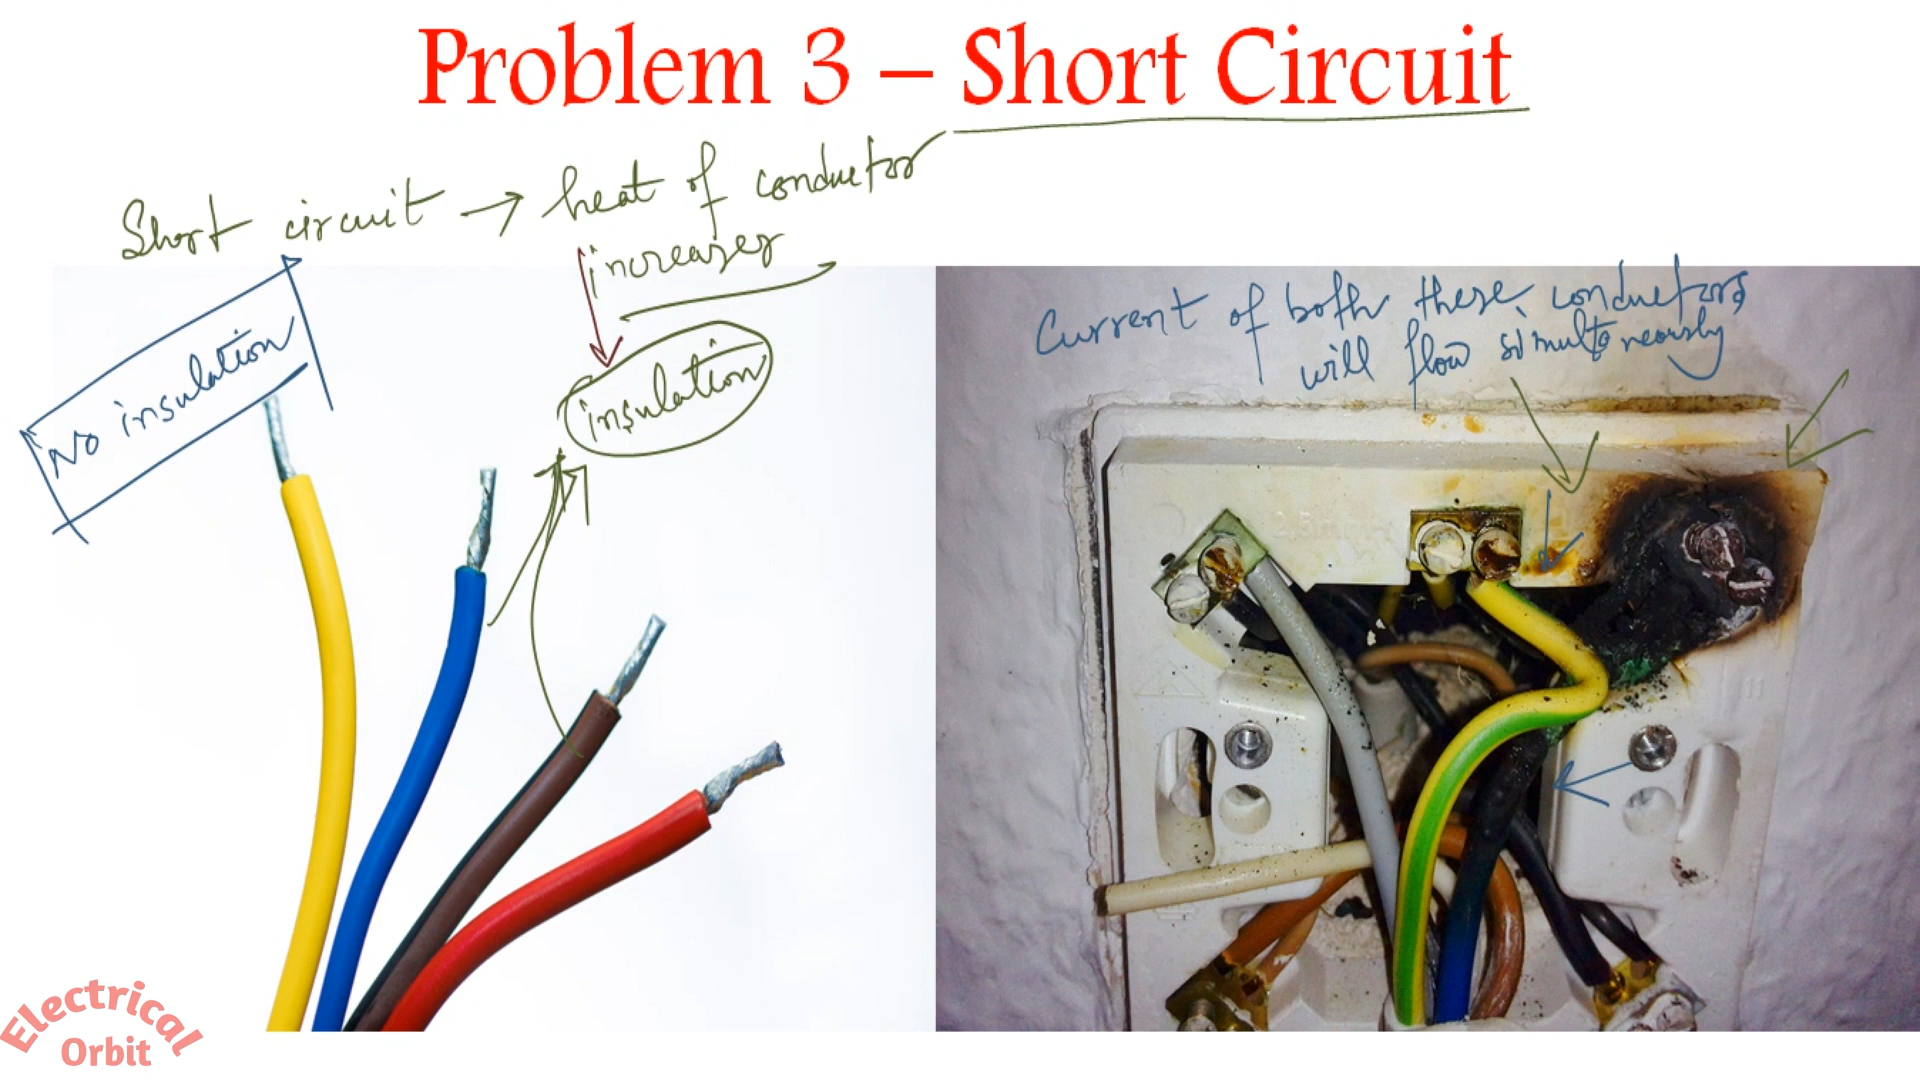 Problem 3 – Short Circuit
Short circuit → heat of conductor
increases
No insulation
insulation
Current of both these conductors
will flow simultaneously
Electrical
Orbit